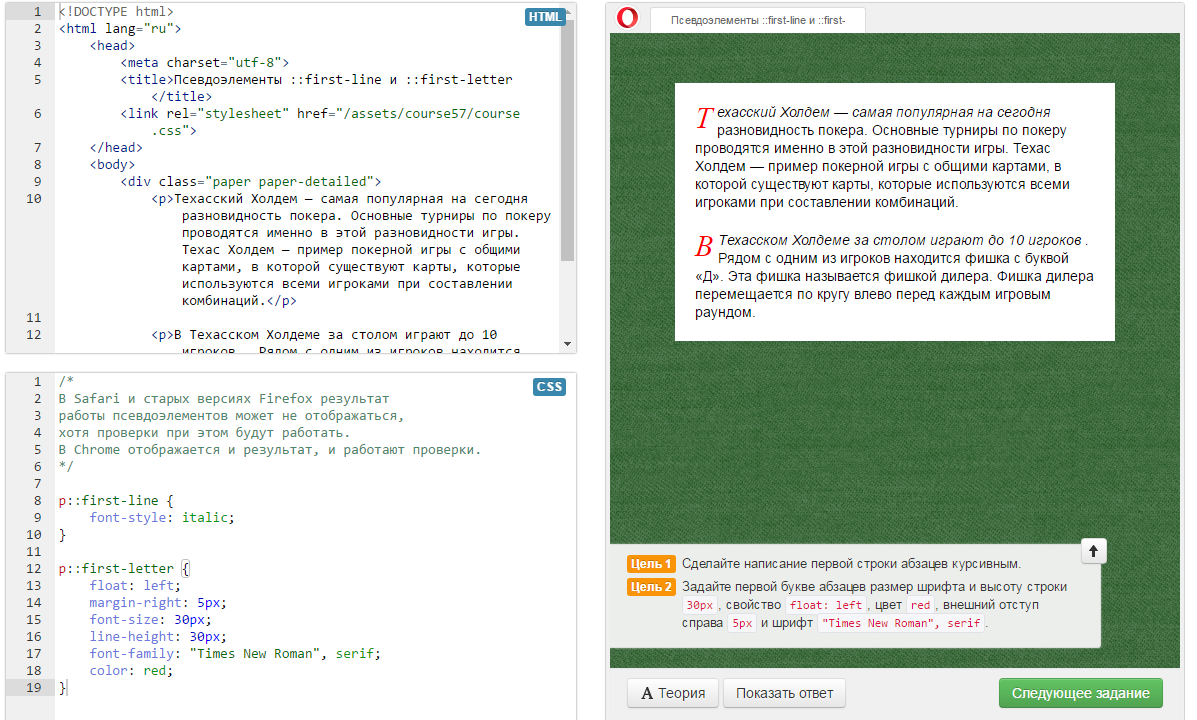 1 <!DOCTYPE html>
HTML
2 <html lang="ru">
3 <head>
4 <meta charset="utf-8">
5 <title>Псевдоэлементы ::first-line и ::first-letter
</title>
6 <link rel="stylesheet" href="/assets/course57/course
.css">
7 </head>
8 <body>
9 <div class="paper paper-detailed">
10 <p>Техасский Холдем — самая популярная на сегодня
разновидность покера. Основные турниры по покеру
проводятся именно в этой разновидности игры.
Техас Холдем — пример покерной игры с общими
картами, в которой существуют карты, которые
используются всеми игроками при составлении
комбинаций.</p>
11
12 <p>В Техасском Холдеме за столом играют до 10
игроков . Рядом с одним из игроков находится
CSS
1 /*
2 В Safari и старых версиях Firefox результат
3 работы псевдоэлементов может не отображаться,
4 хотя проверки при этом будут работать.
5 В Chrome отображается и результат, и работают проверки.
6 */
7
8 p::first-line {
9 font-style: italic;
10 }
11
12 p::first-letter {
13 float: left;
14 margin-right: 5px;
15 font-size: 30px;
16 line-height: 30px;
17 font-family: "Times New Roman", serif;
18 color: red;
19 }
Псевдоэлементы ::first-line и ::first-
Техасский Холдем — самая популярная на сегодня
разновидность покера. Основные турниры по покеру
проводятся именно в этой разновидности игры. Техас
Холдем — пример покерной игры с общими картами, в
которой существуют карты, которые используются всеми
игроками при составлении комбинаций.
В Техасском Холдеме за столом играют до 10 игроков .
Рядом с одним из игроков находится фишка с буквой
«Д». Эта фишка называется фишкой дилера. Фишка дилера
перемещается по кругу влево перед каждым игровым
раундом.
Цель 1 Сделайте написание первой строки абзацев курсивным.
Цель 2 Задайте первой букве абзацев размер шрифта и высоту строки
30px , свойство float: left , цвет red , внешний отступ
справа 5px и шрифт "Times New Roman", serif .
A Теория
Показать ответ
Следующее задание